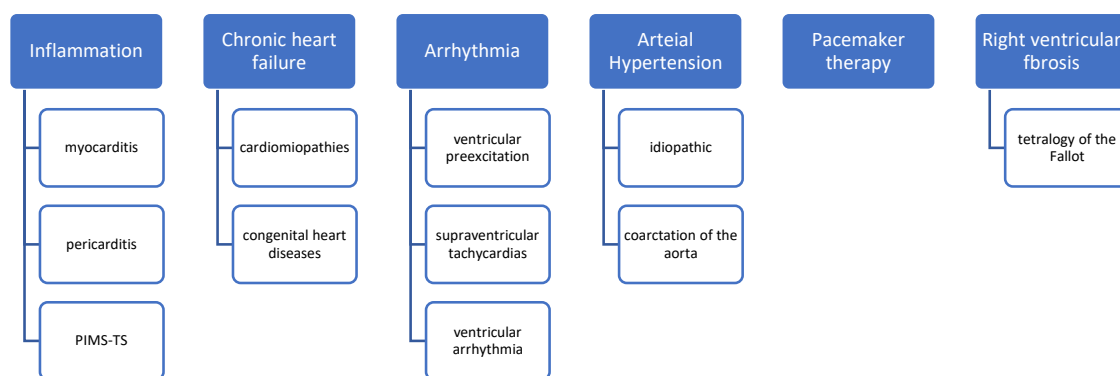 Inflammation
myocarditis
pericarditis
PIMS-TS
Chronic heart
failure
cardiomiopathies
congenital heart
diseases
Arrhythmia
ventricular
preexcitation
supraventricular
tachycardias
ventricular
arrhythmia
Arteial
Hypertension
idiopathic
coarctation of the
aorta
Pacemaker
therapy
Right ventricular
fbrosis
tetralogy of the
Fallot